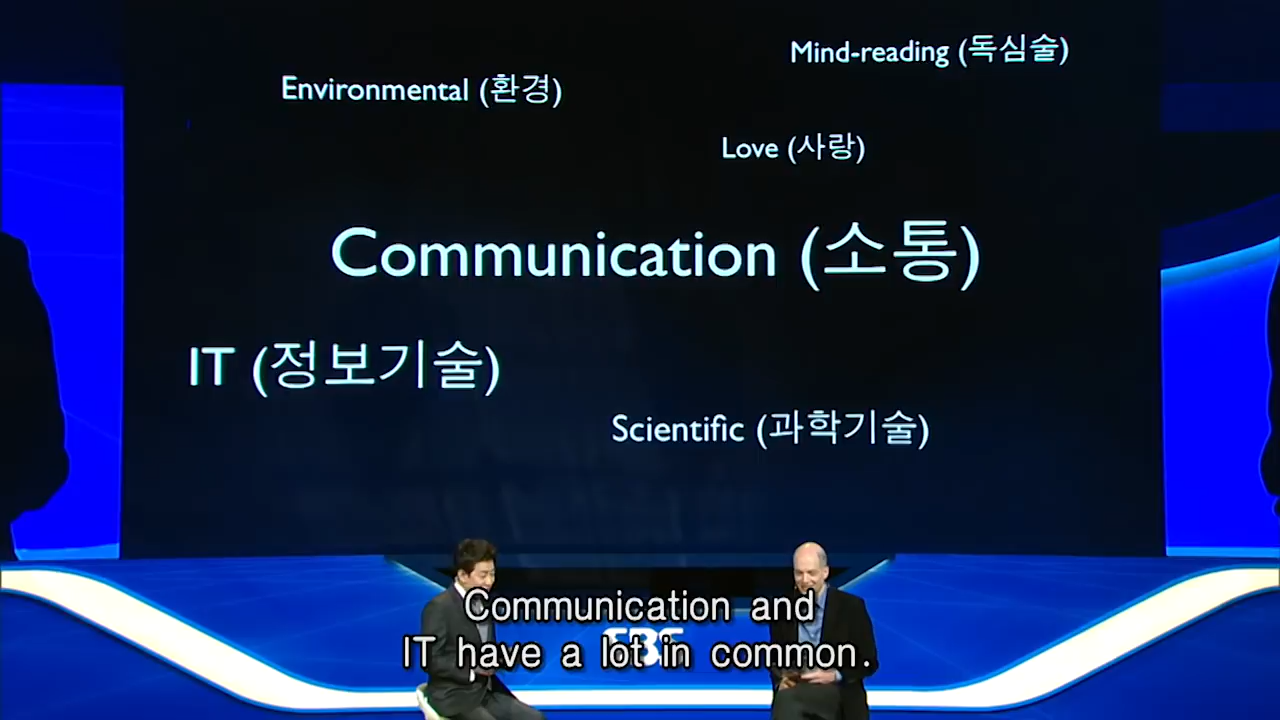 Mind-reading (독심술)
Environmental (환경)
Love (사랑)
Communication (소통)
IT (정보기술)
Scientific (과학기술)
EBS
Communication and
IT have a lot in common.